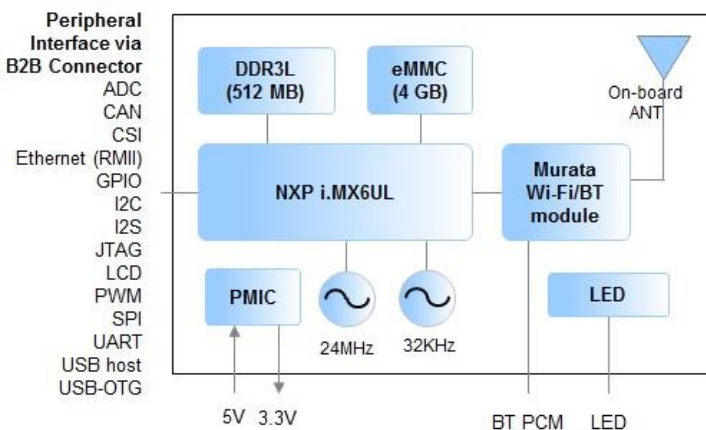 Peripheral
Interface via
B2B Connector
ADC
CAN
CSI
Ethernet (RMII)
GPIO
I2C
I2S
JTAG
LCD
PWM
SPI
UART
USB host
USB-OTG
DDR3L
(512 MB)
eMMC
(4 GB)
On-board
ANT
NXP i.MX6UL
Murata
Wi-Fi/BT
module
PMIC
24MHz
32KHz
LED
5V
3.3V
BT PCM
LED